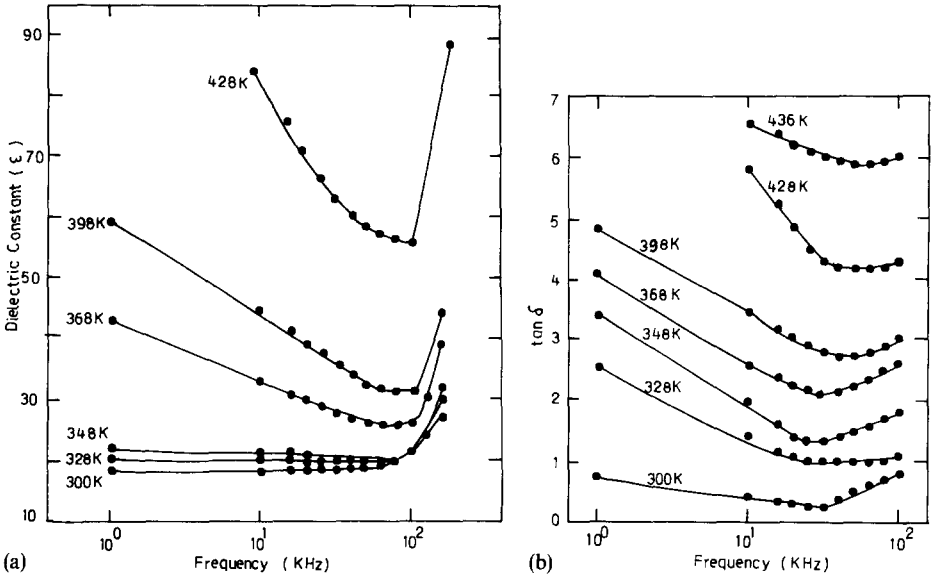 90
70
50
30
10
Dielectric Constant (ε)
428K
398K
368K
348K
328K
300K
10⁰
10¹
10²
Frequency (KHz)
(a)
7
6
5
4
3
2
1
0
tan δ
436K
428K
398K
368K
348K
328K
300K
10⁰
10¹
10²
Frequency (KHz)
(b)